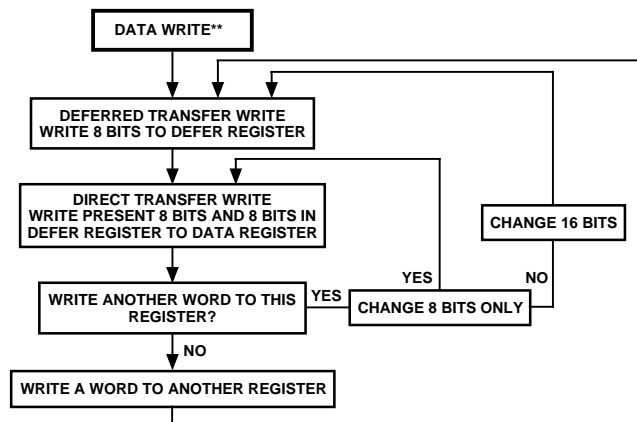 DATA WRITE**
DEFERRED TRANSFER WRITE
WRITE 8 BITS TO DEFER REGISTER
DIRECT TRANSFER WRITE
WRITE PRESENT 8 BITS AND 8 BITS IN
DEFER REGISTER TO DATA REGISTER
CHANGE 16 BITS
YES
NO
WRITE ANOTHER WORD TO THIS
REGISTER?
YES
CHANGE 8 BITS ONLY
NO
WRITE A WORD TO ANOTHER REGISTER